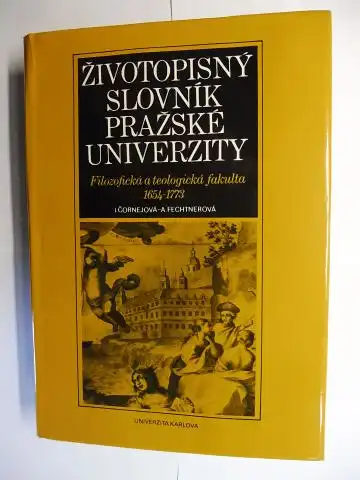 ŽIVOTOPISNÝ
SLOVNÍK
PRAŽSKÉ
UNIVERZITY
Filozofická a teologická fakulta
1654-1773
I.ČORNEJOVÁ-A.FECHTNEROVÁ
UNIVERZITA KARLOVA